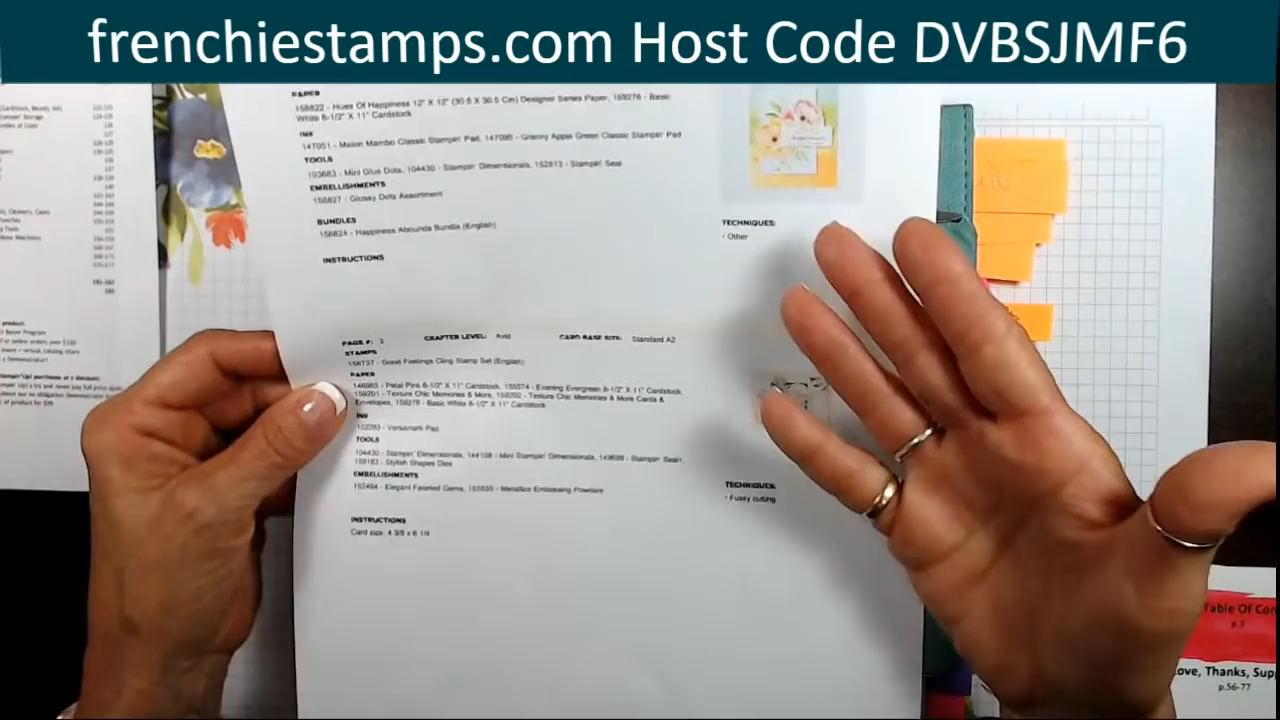 frenchiestamps.com Host Code DVBSJMF6
PAPER
158822 - Hues Of Happiness 12" X 12" (30.5 X 30.5 Cm) Designer Series Paper, 159276 - Basic
White 8-1/2" X 11" Cardstock
INK
147051 - Melon Mambo Classic Stampin' Pad, 147095 - Granny Apple Green Classic Stampin' Pad
TOOLS
103683 - Mini Glue Dots, 104430 - Stampin' Dimensionals, 152813 - Stampin' Seal
EMBELLISHMENTS
158827 - Glossy Dots Assortment
BUNDLES
158824 - Happiness Abounds Bundle (English)
INSTRUCTIONS
TECHNIQUES:
- Other
PAGE #: 3 CRAFTER LEVEL: Avid CARD BASE SIZE: Standard A2
STAMPS
158737 - Good Feelings Cling Stamp Set (English)
PAPER
146985 - Petal Pink 8-1/2" X 11" Cardstock, 155574 - Evening Evergreen 8-1/2" X 11" Cardstock,
159201 - Texture Chic Memories & More, 159202 - Texture Chic Memories & More Cards &
Envelopes, 159276 - Basic White 8-1/2" X 11" Cardstock
INK
102283 - Versamark Pad
TOOLS
104430 - Stampin' Dimensionals, 144108 - Mini Stampin' Dimensionals, 149699 - Stampin' Seal+,
159183 - Stylish Shapes Dies
EMBELLISHMENTS
152464 - Elegant Faceted Gems, 155555 - Metallics Embossing Powders
INSTRUCTIONS
Card size: 4 3/8 x 6 1/4
TECHNIQUES:
- Fussy cutting
Table Of Con
p.3
ove, Thanks, Supp
p.56-77